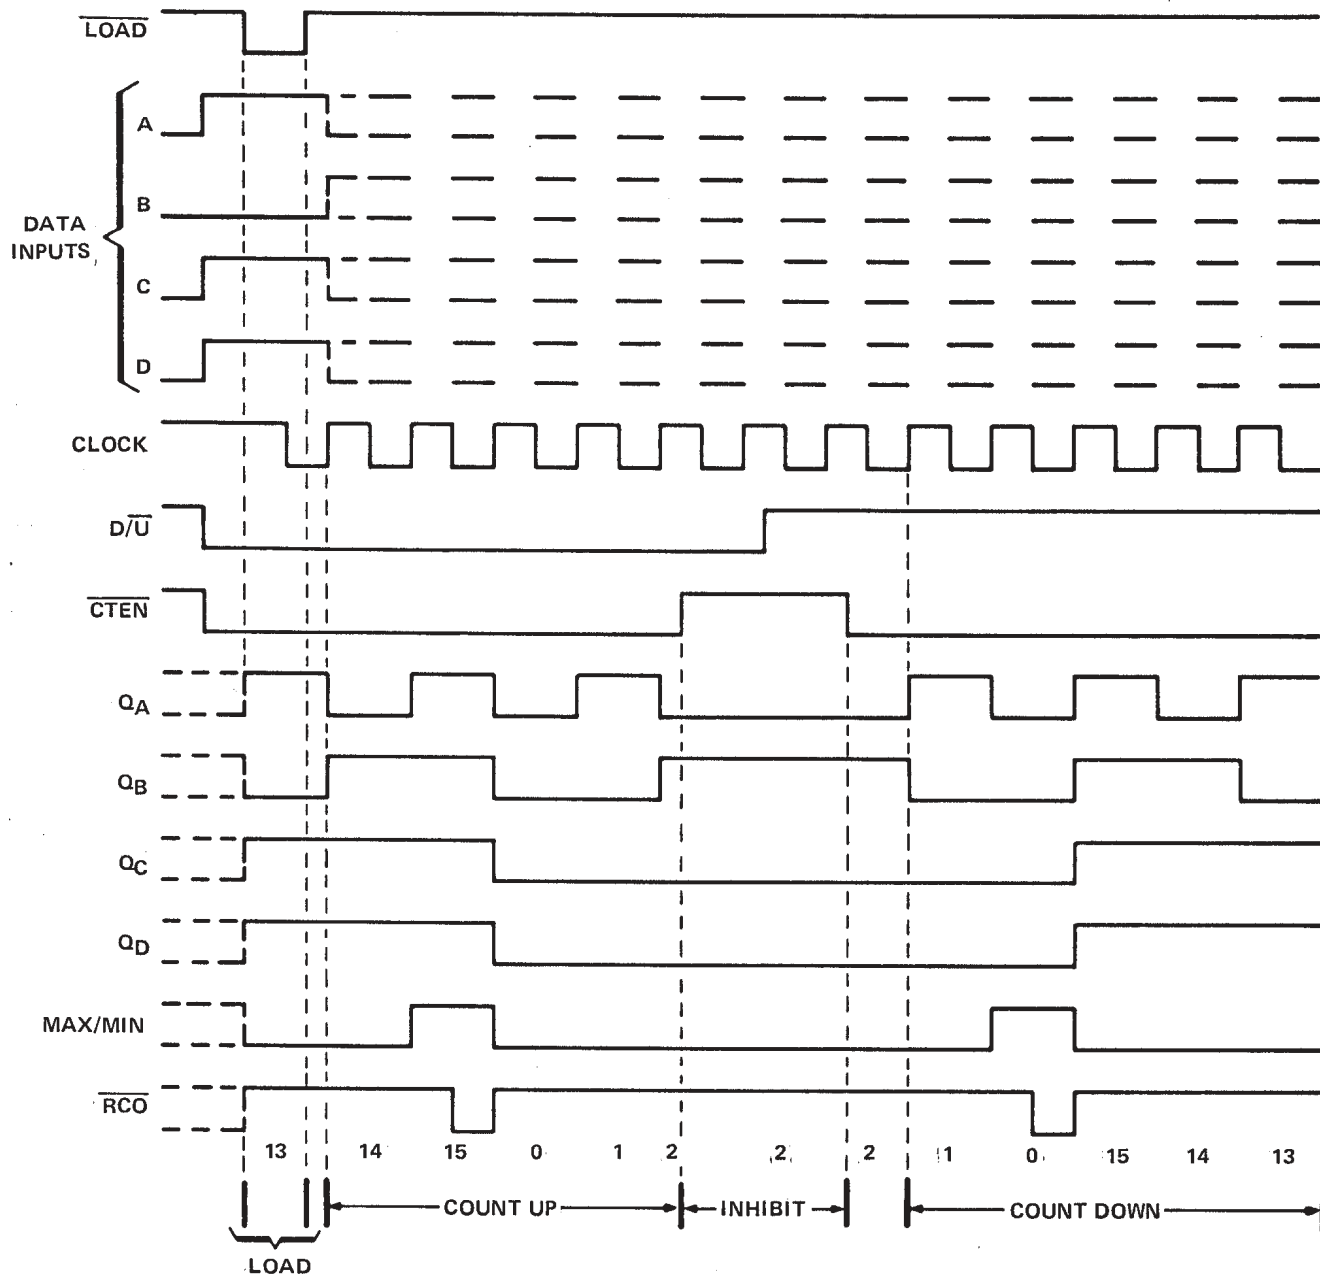 LOAD
A
B
DATA
INPUTS
C
D
CLOCK
D/U
CTEN
QA
QB
QC
QD
MAX/MIN
RCO
13 14 15 0 1 2 2 2 1 0 15 14 13
COUNT UP INHIBIT COUNT DOWN
LOAD